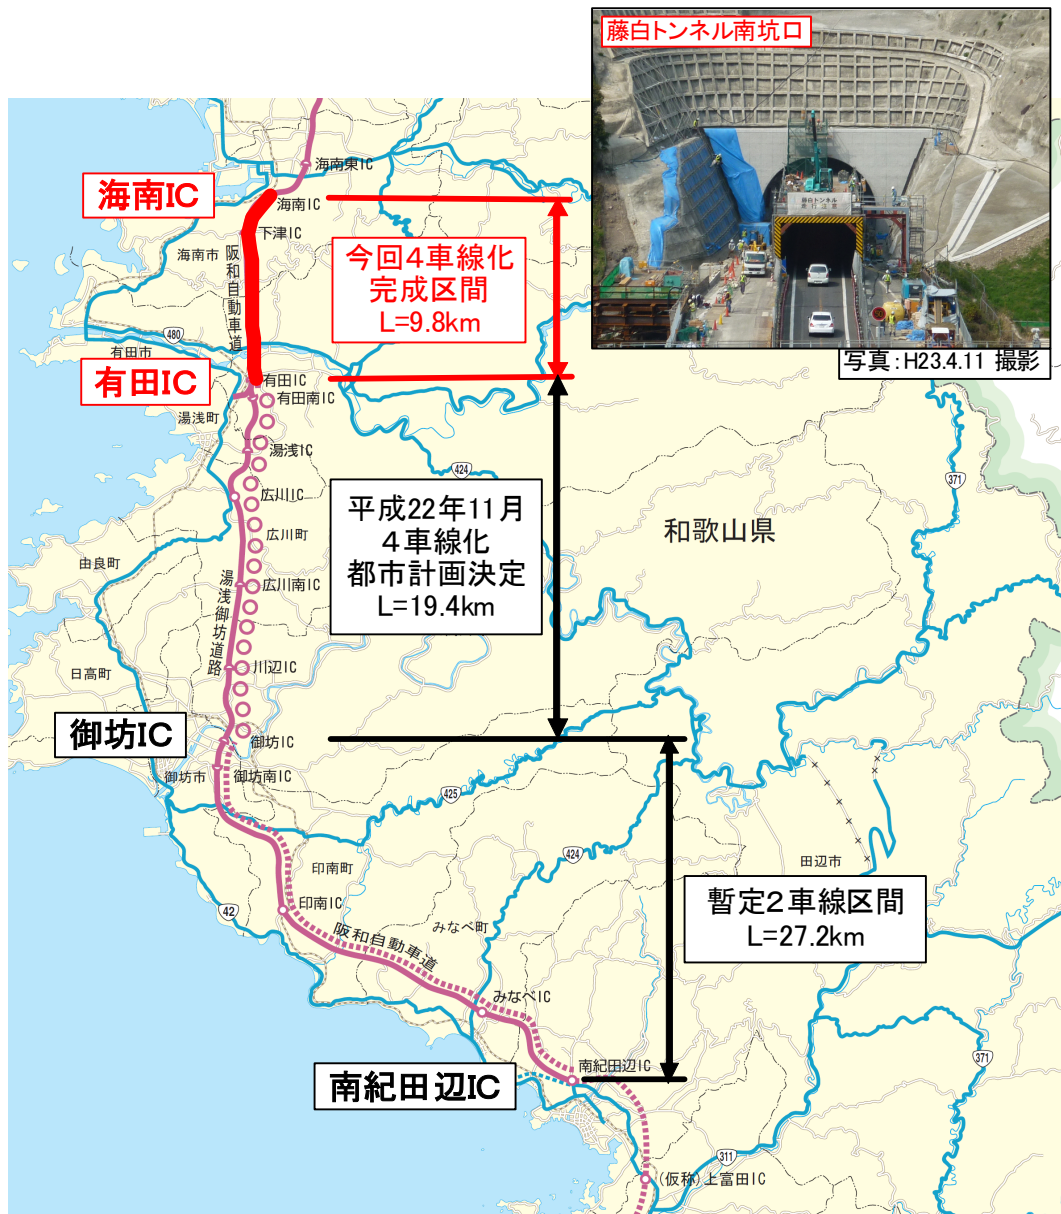 藤白トンネル南坑口
藤白トンネル
走行注意
写真：H23.4.11 撮影
海南東IC
海南IC
海南IC
下津IC
海南市
阪和自動車道
今回４車線化
完成区間
L=9.8km
480
有田市
有田IC
有田IC
有田南IC
湯浅町
湯浅IC
424
371
広川IC
平成22年11月
４車線化
都市計画決定
L=19.4km
和歌山県
広川町
由良町
広川南IC
湯浅御坊道路
川辺IC
日高町
御坊IC
御坊IC
御坊市
御坊南IC
425
424
田辺市
印南町
42
印南IC
暫定2車線区間
L=27.2km
みなべ町
阪和自動車道
みなべIC
371
南紀田辺IC
南紀田辺IC
311
(仮称)上富田IC